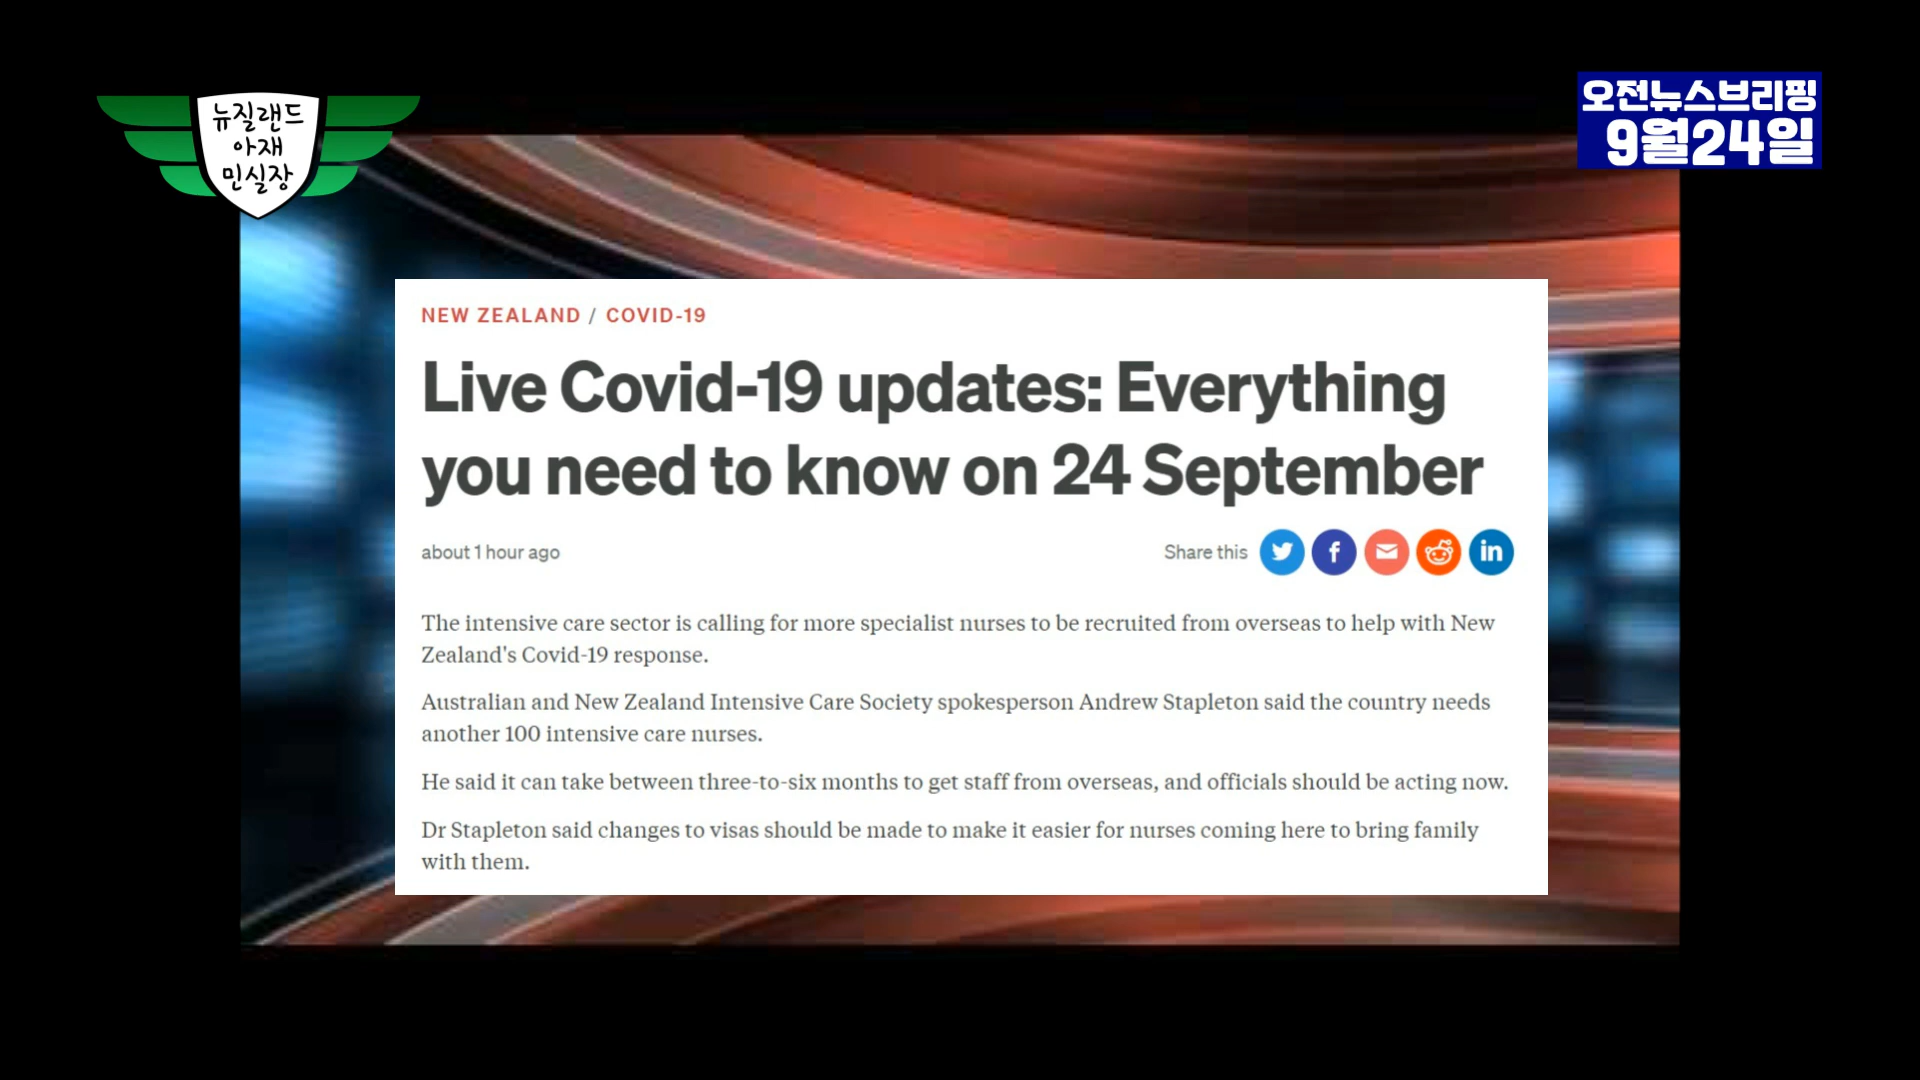 뉴질랜드
아재
민실장
오전뉴스브리핑
9월24일
NEW ZEALAND / COVID-19
Live Covid-19 updates: Everything
you need to know on 24 September
about 1 hour ago
Share this
The intensive care sector is calling for more specialist nurses to be recruited from overseas to help with New
Zealand's Covid-19 response.
Australian and New Zealand Intensive Care Society spokesperson Andrew Stapleton said the country needs
another 100 intensive care nurses.
He said it can take between three-to-six months to get staff from overseas, and officials should be acting now.
Dr Stapleton said changes to visas should be made to make it easier for nurses coming here to bring family
with them.